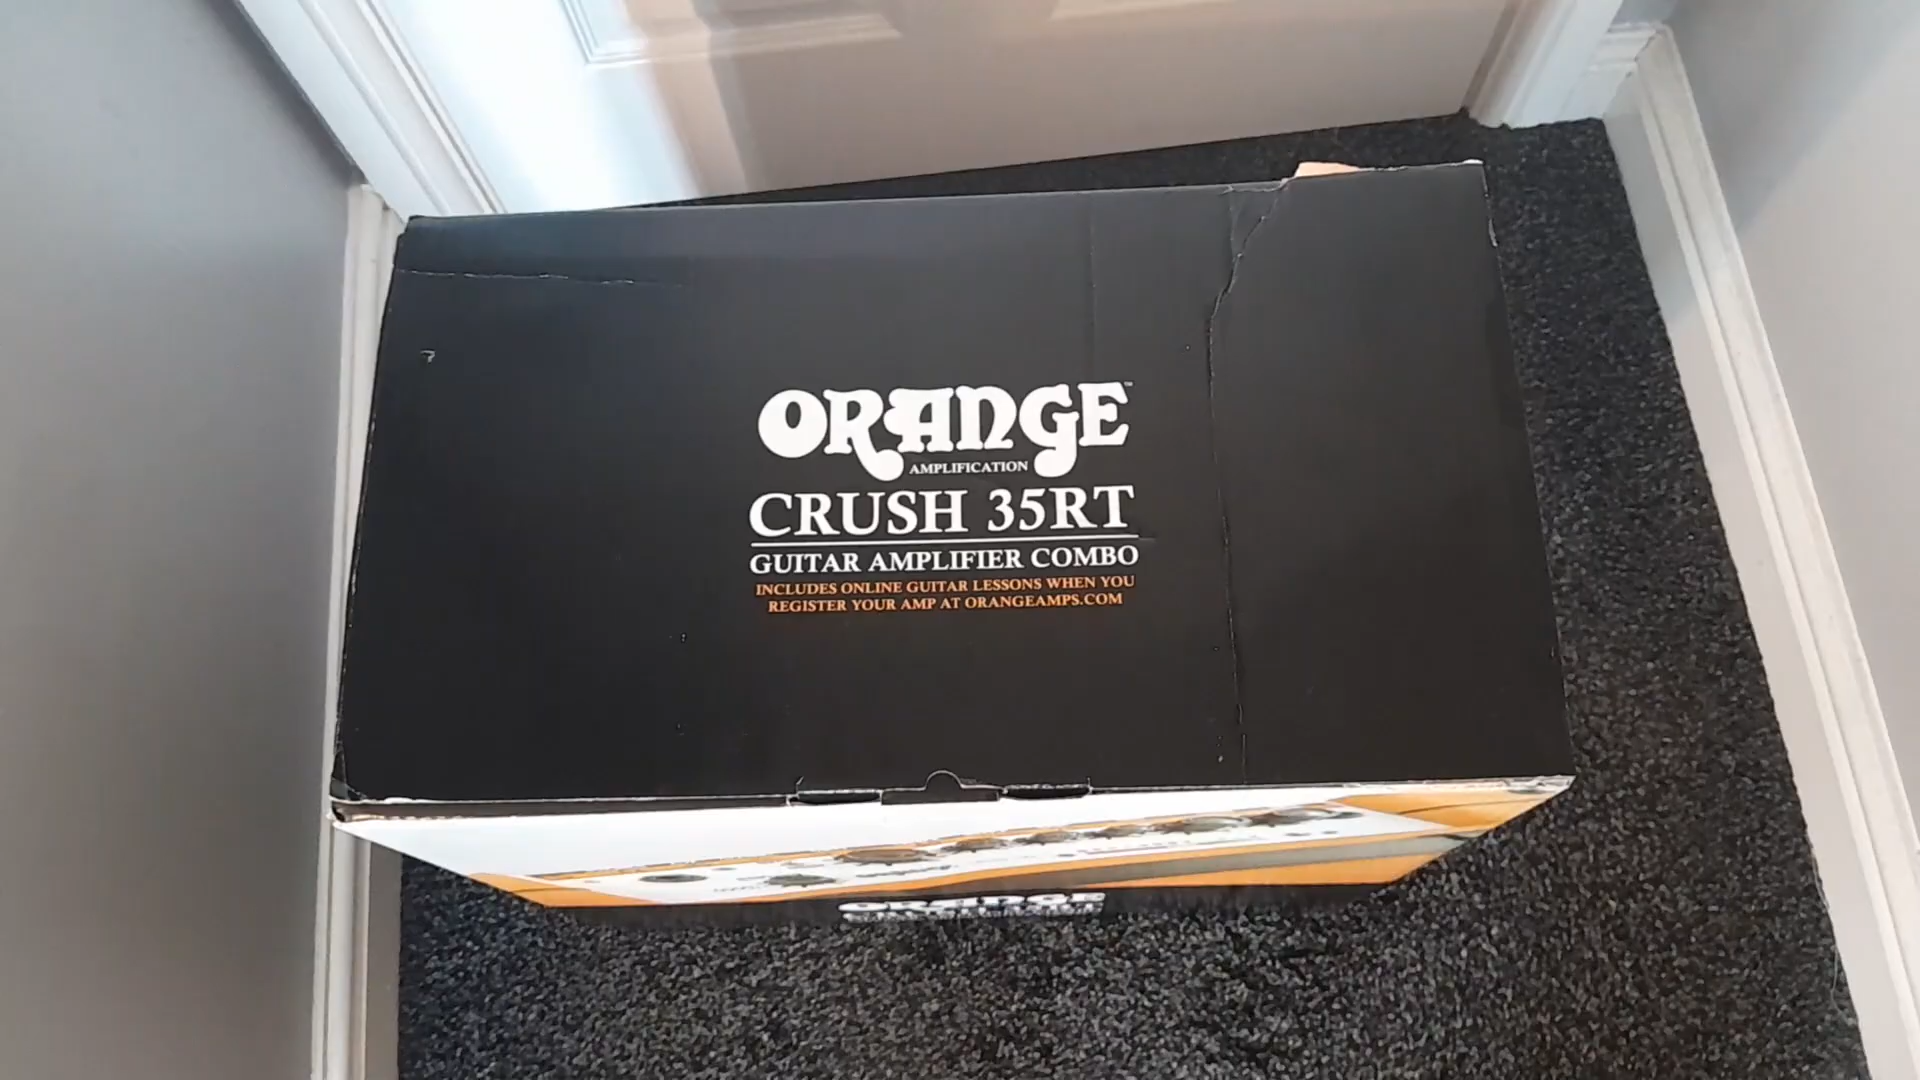 ORANGE™
AMPLIFICATION
CRUSH 35RT
GUITAR AMPLIFIER COMBO
INCLUDES ONLINE GUITAR LESSONS WHEN YOU
REGISTER YOUR AMP AT ORANGEAMPS.COM
ORANGE